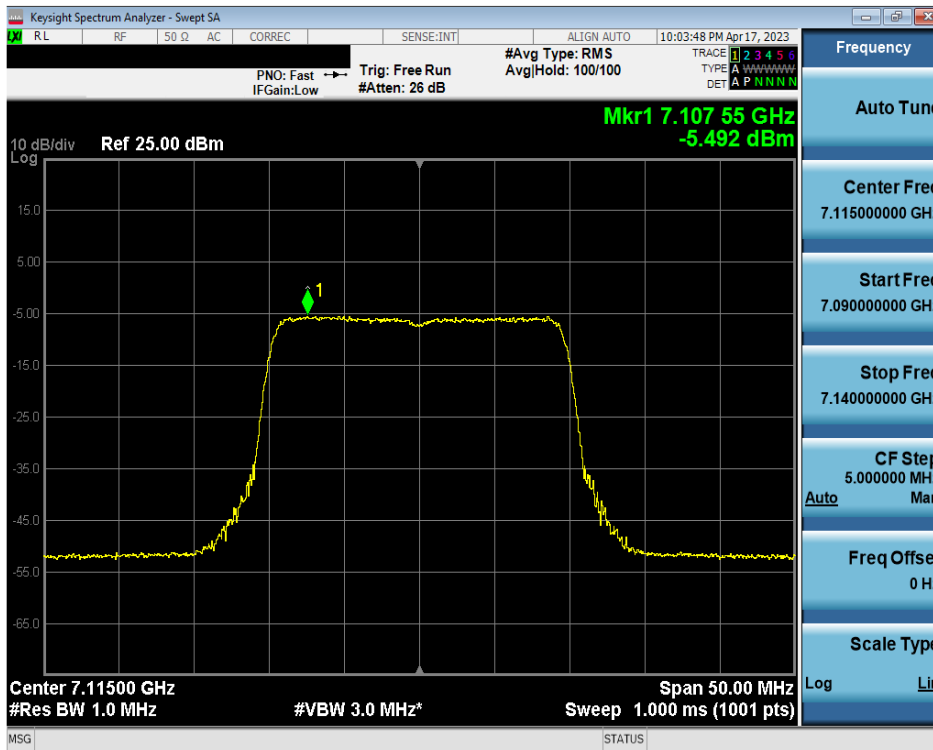 Keysight Spectrum Analyzer - Swept SA
LXI RL RF 50 Ω AC CORREC SENSE:INT ALIGN AUTO 10:03:48 PM Apr 17, 2023
PNO: Fast
IFGain:Low
Trig: Free Run
#Atten: 26 dB
#Avg Type: RMS
Avg|Hold: 100/100
TRACE 1 2 3 4 5 6
TYPE A WWWWW
DET A P N N N N
Mkr1 7.107 55 GHz
-5.492 dBm
10 dB/div Ref 25.00 dBm
Log
15.0
5.00
-5.00
-15.0
-25.0
-35.0
-45.0
-55.0
-65.0
1
Center 7.11500 GHz Span 50.00 MHz
#Res BW 1.0 MHz #VBW 3.0 MHz* Sweep 1.000 ms (1001 pts)
MSG STATUS
Frequency
Auto Tun
Center Fre
7.115000000 GH
Start Fre
7.090000000 GH
Stop Fre
7.140000000 GH
CF Ste
5.000000 MH
Auto Ma
Freq Offse
0 H
Scale Typ
Log Li